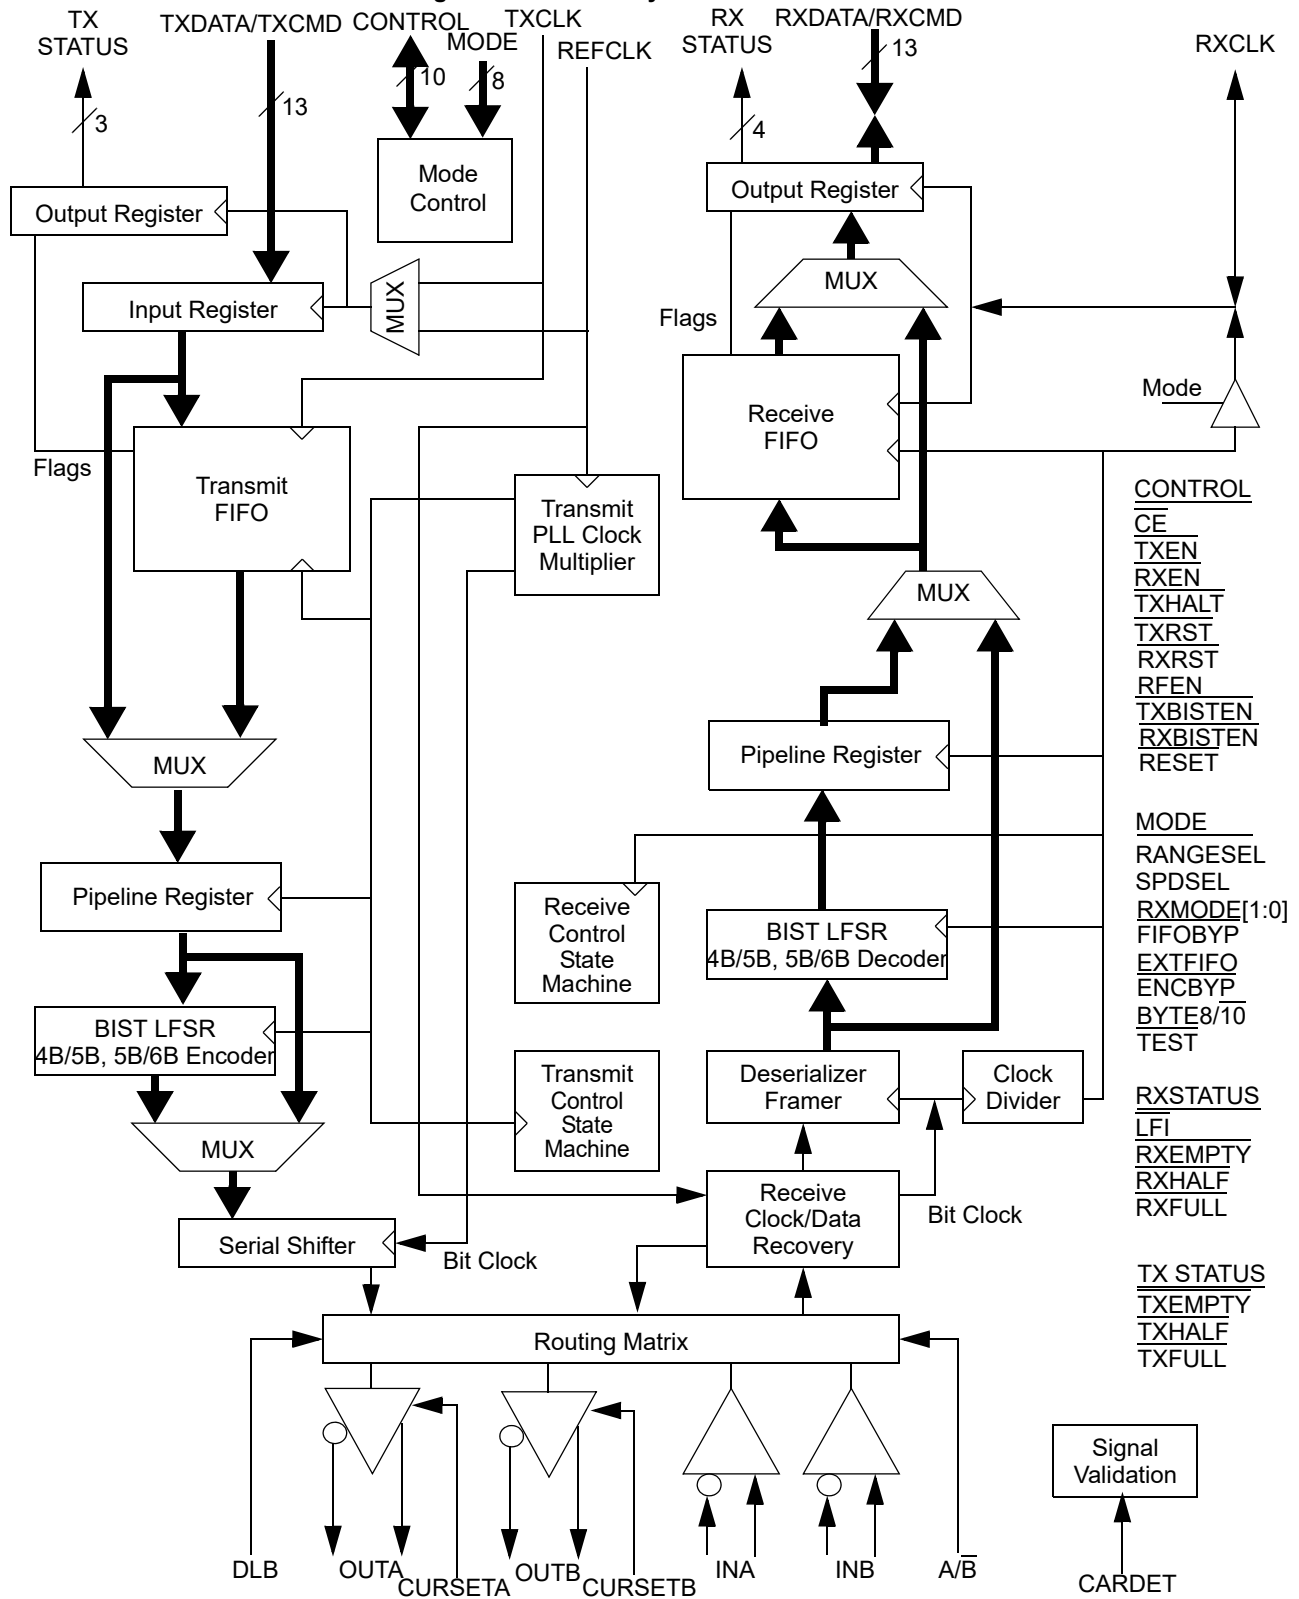 TX
STATUS
TXDATA/TXCMD
CONTROL
MODE
TXCLK
REFCLK
RX
STATUS
RXDATA/RXCMD
RXCLK
3
13
10
8
4
13
Mode
Control
Output Register
Input Register
MUX
Output Register
MUX
Flags
Receive
FIFO
Mode
Flags
Transmit
FIFO
Transmit
PLL Clock
Multiplier
MUX
MUX
Pipeline Register
Pipeline Register
Receive
Control
State
Machine
BIST LFSR
4B/5B, 5B/6B Decoder
BIST LFSR
4B/5B, 5B/6B Encoder
Transmit
Control
State
Machine
Deserializer
Framer
Clock
Divider
MUX
Receive
Clock/Data
Recovery
Bit Clock
Serial Shifter
Bit Clock
Routing Matrix
DLB
OUTA
CURSETA
OUTB
CURSETB
INA
INB
A/B̅
CONTROL
C̅E̅
TXEN
RXEN
TXHALT
TXRST
RXRST
RFEN
TXBISTEN
RXBISTEN
RESET
MODE
RANGESEL
SPDSEL
RXMODE[1:0]
FIFOBYP
EXTFIFO
ENCBYP
BYTE8/1̅0̅
TEST
RXSTATUS
L̅F̅I̅
RXEMPTY
RXHALF
RXFULL
TX STATUS
TXEMPTY
TXHALF
TXFULL
Signal
Validation
CARDET